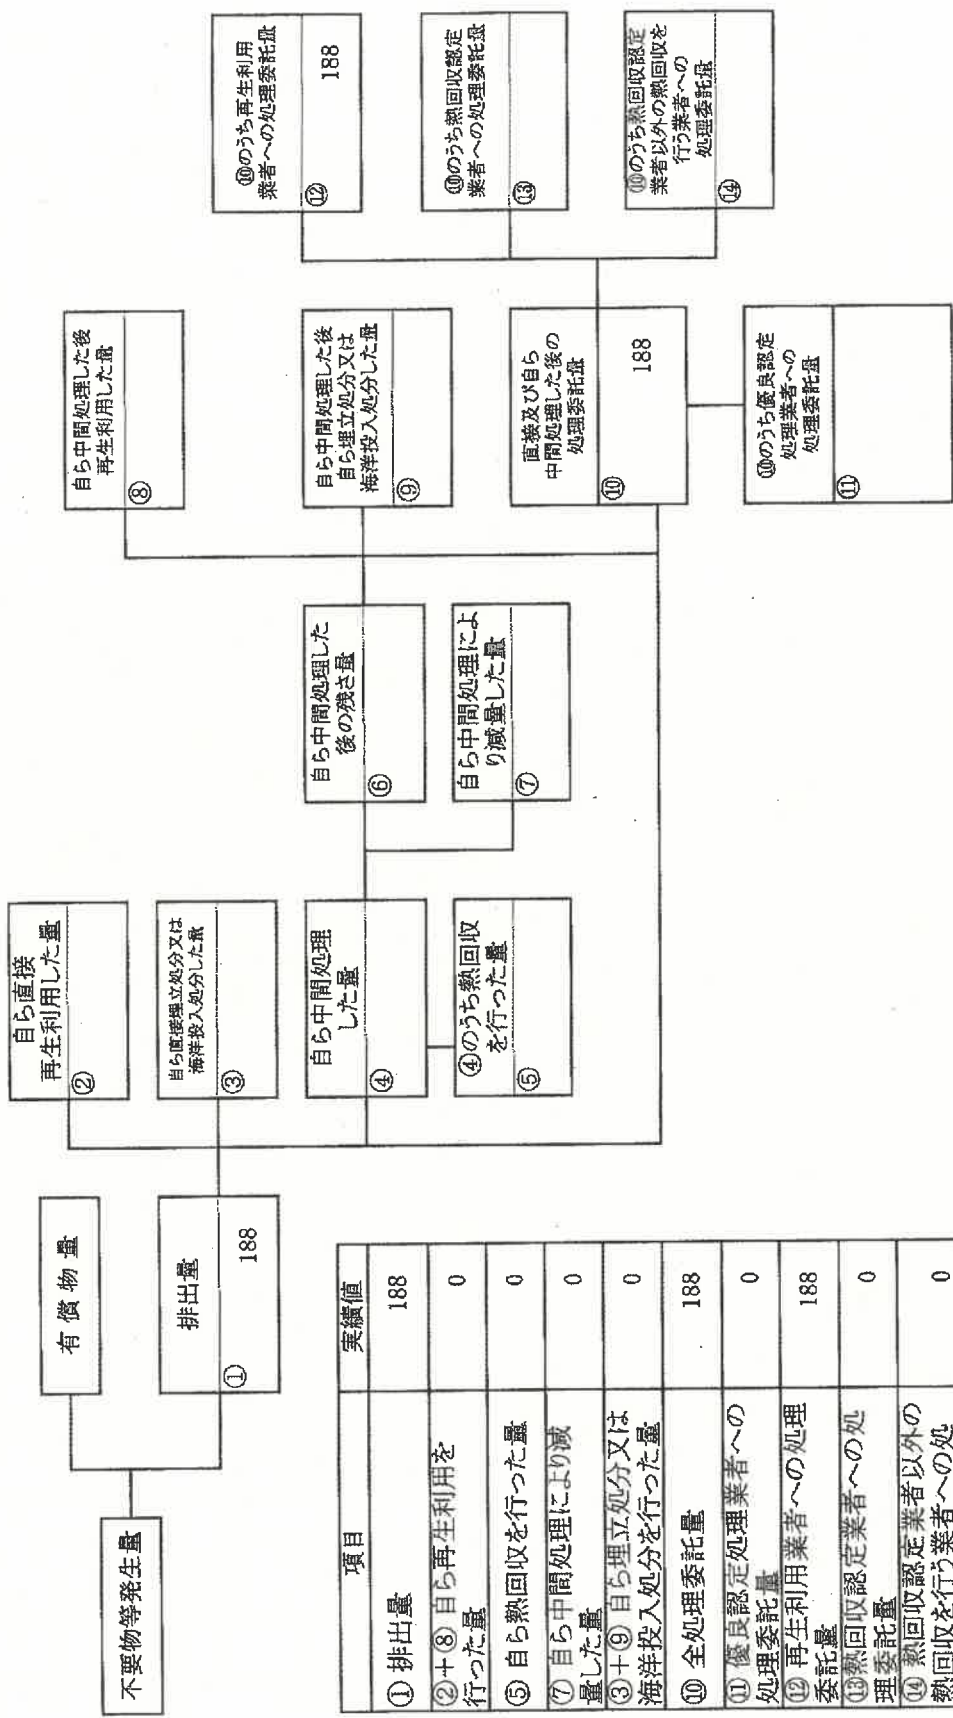 不要物等発生量
有償物量
排出量
①
188
自ら直接
再生利用した量
②
自ら直接埋立処分又は
海洋投入処分した量
③
自ら中間処理
した量
④
④のうち熱回収
を行った量
⑤
自ら中間処理した
後の残さ量
⑥
自ら中間処理によ
り減量した量
⑦
自ら中間処理した後
再生利用した量
⑧
自ら中間処理した後
自ら埋立処分又は
海洋投入処分した量
⑨
直接及び自ら
中間処理した後の
処理委託量
⑩
188
⑩のうち優良認定
処理業者への
処理委託量
⑪
⑩のうち再生利用
業者への処理委託量
⑫
188
⑩のうち熱回収認定
業者への処理委託量
⑬
⑩のうち熱回収認定
業者以外の熱回収を
行う業者への
処理委託量
⑭
項目 実績値
①排出量 188
②+⑧自ら再生利用を
行った量 0
⑤自ら熱回収を行った量 0
⑦自ら中間処理により減
量した量 0
③+⑨自ら埋立処分又は
海洋投入処分を行った量 0
⑩全処理委託量 188
⑪優良認定処理業者への
処理委託量 0
⑫再生利用業者への処理
委託量 188
⑬熱回収認定業者への処
理委託量 0
⑭熱回収認定業者以外の
熱回収を行う業者への処 0